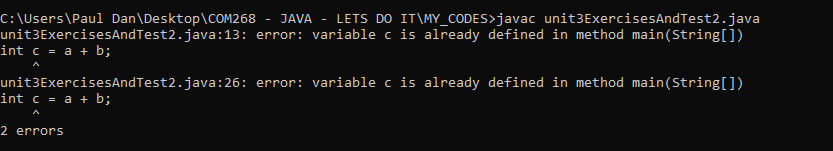 C:\Users\Paul Dan\Desktop\COM268 - JAVA - LETS DO IT\MY_CODES>javac unit3ExercisesAndTest2.java
unit3ExercisesAndTest2.java:13: error: variable c is already defined in method main(String[])
int c = a + b;
    ^
unit3ExercisesAndTest2.java:26: error: variable c is already defined in method main(String[])
int c = a + b;
    ^
2 errors